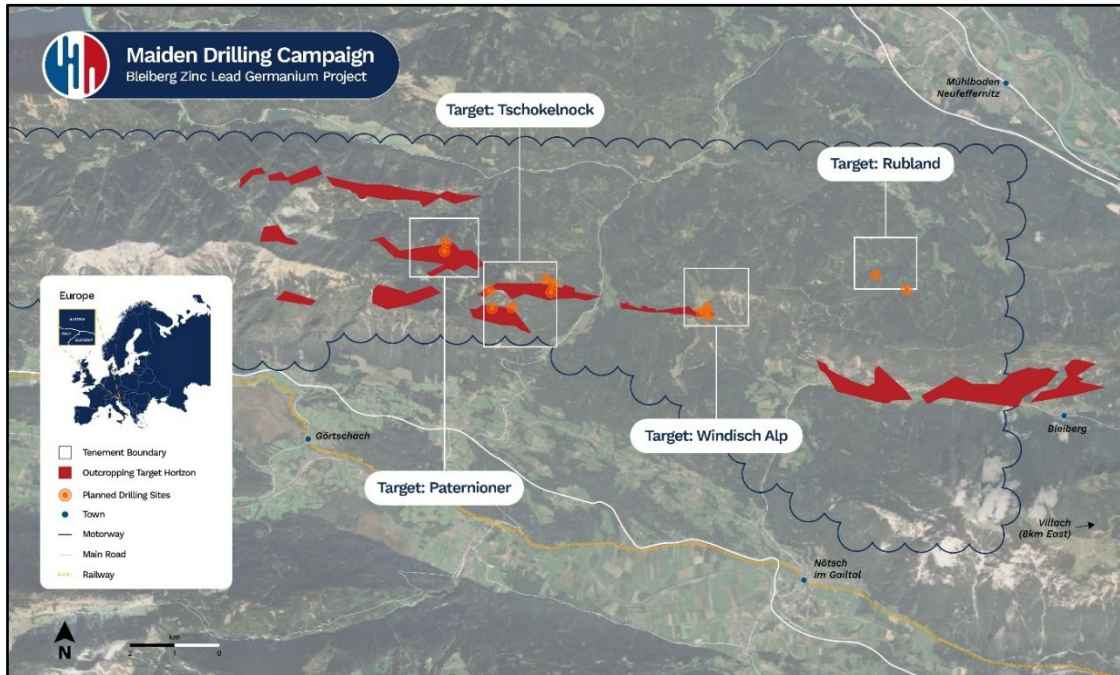 Maiden Drilling Campaign
Bleiberg Zinc Lead Germanium Project
Mühlboden
Neufeffernitz
Target: Tschokelnock
Target: Rubland
Europe
AUSTRIA
ITALY
Tenement Boundary
Outcropping Target Horizon
Planned Drilling Sites
Town
Motorway
Main Road
Railway
Görtschach
Target: Windisch Alp
Target: Paternioner
Bleiberg
Villach
(8km East)
Nötsch
im Gailtal
N
km
2 1 0